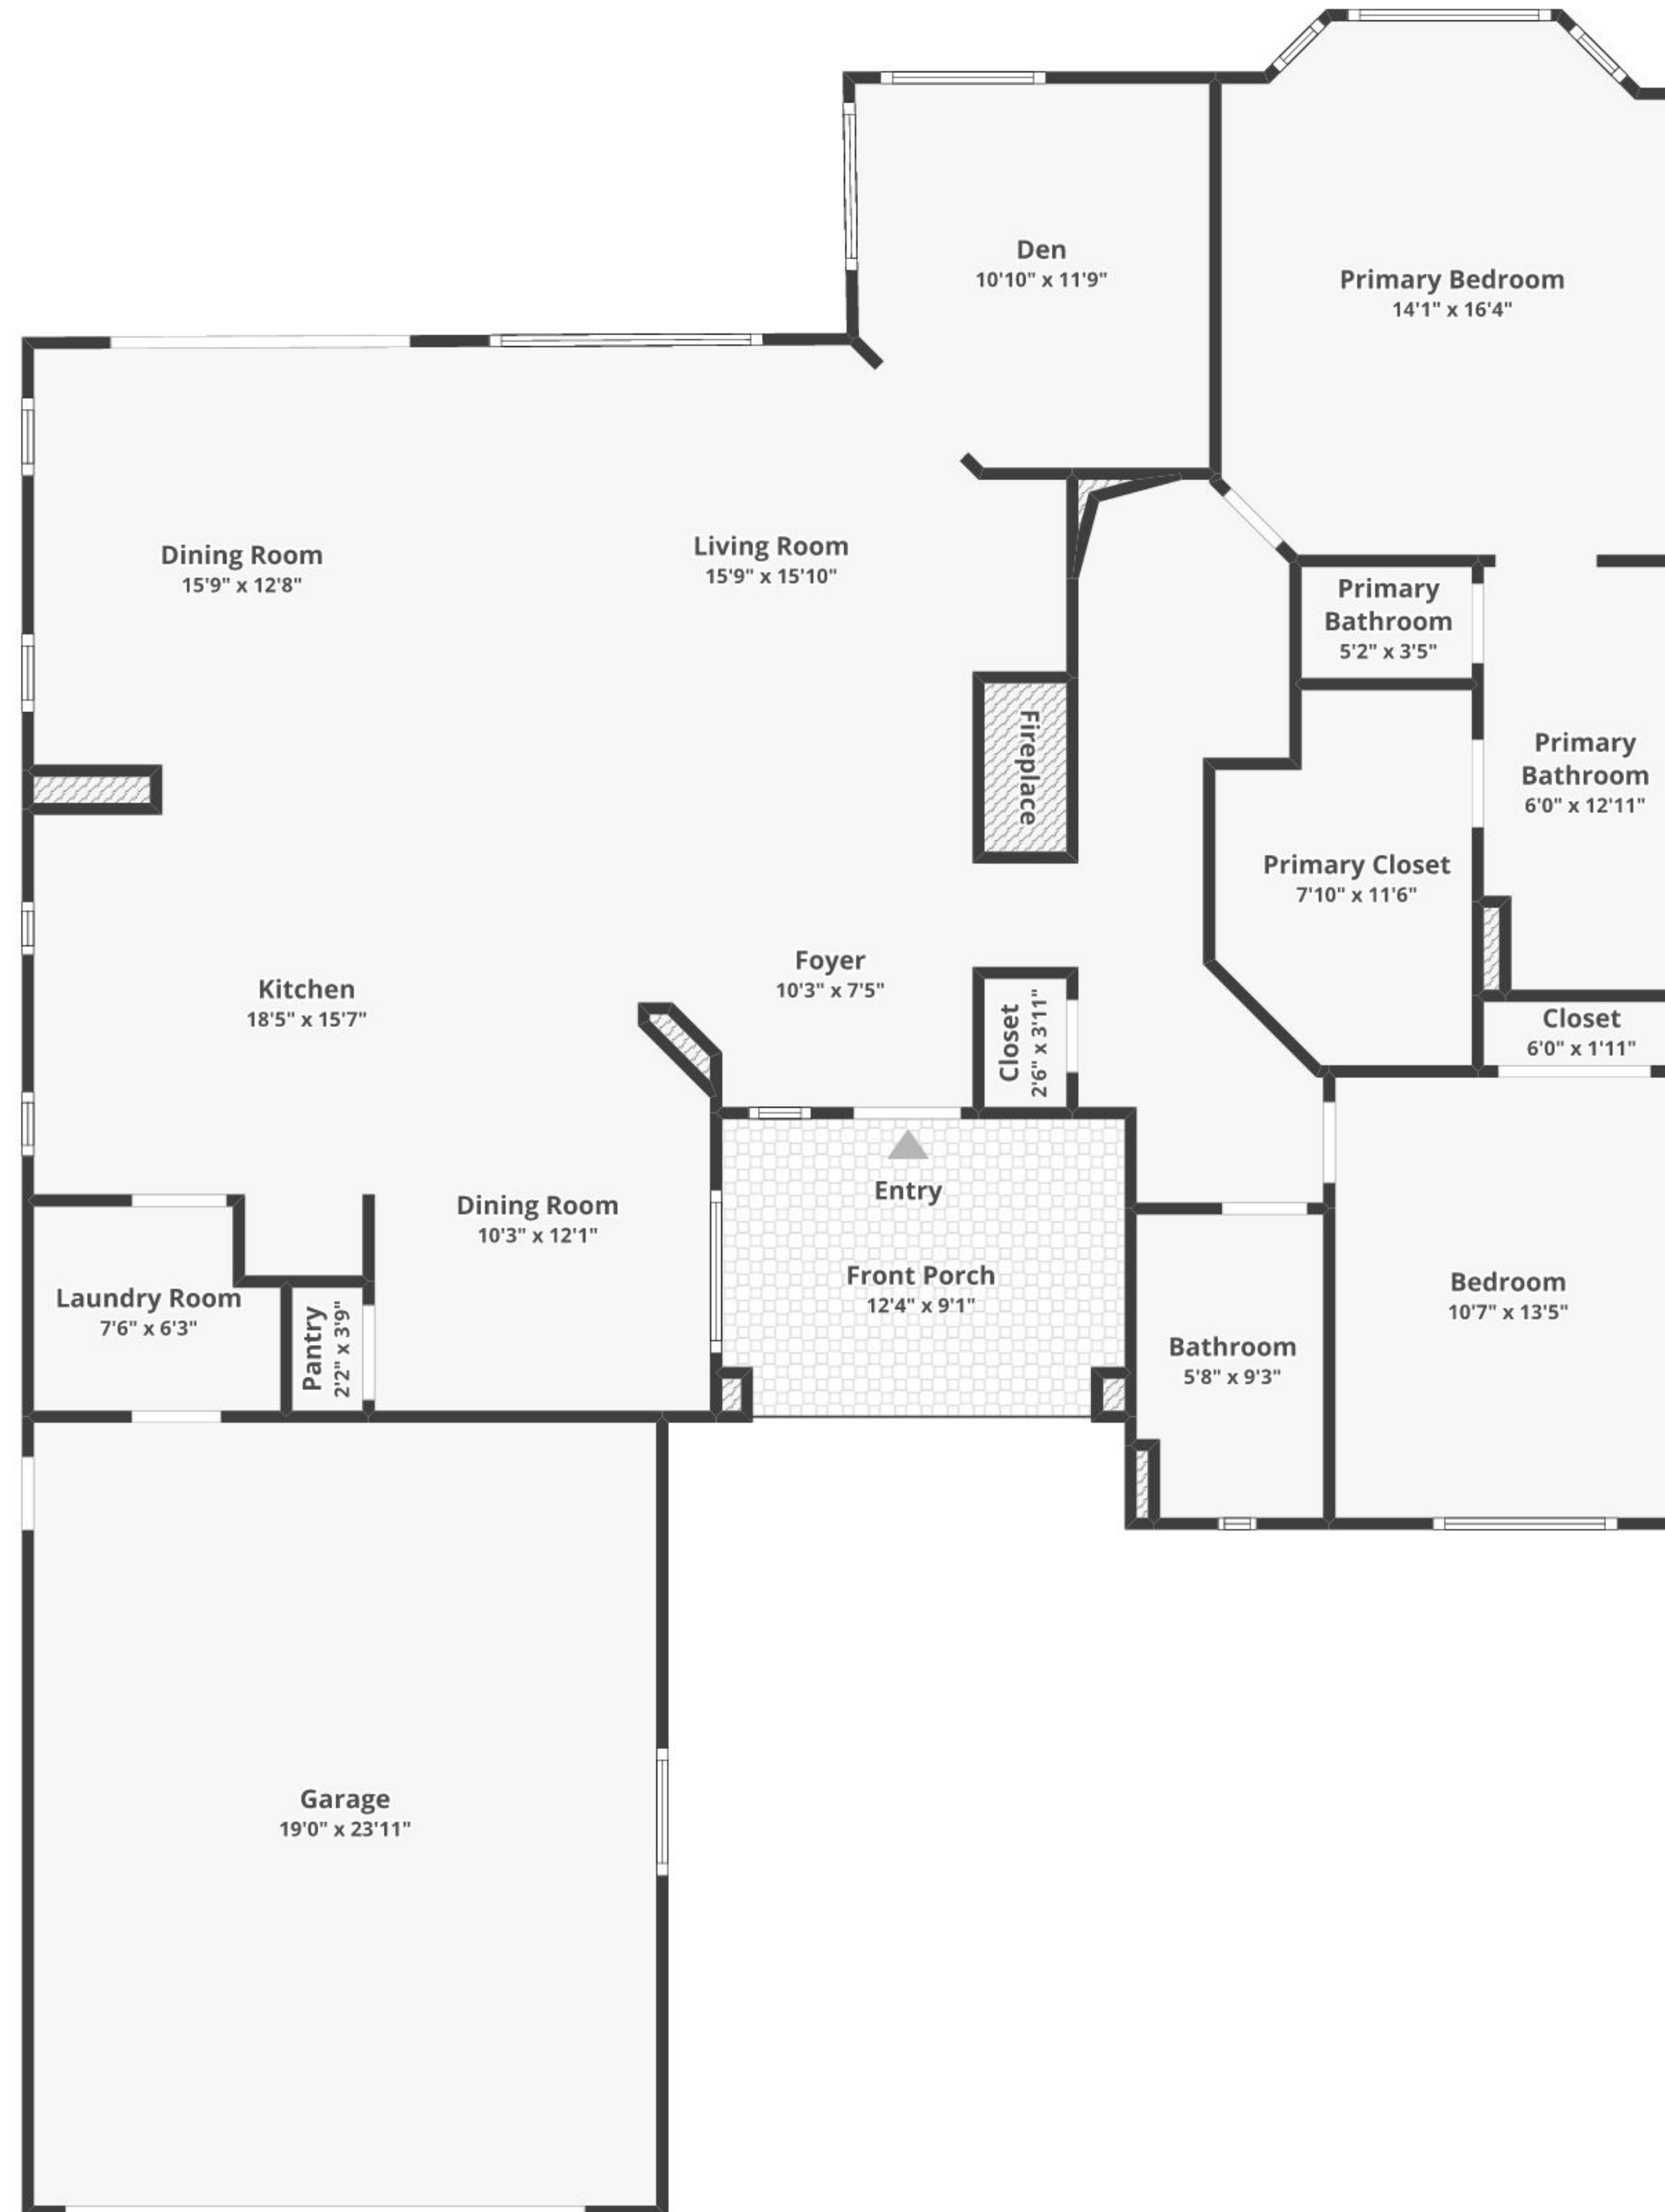 Den
10'10" x 11'9"
Primary Bedroom
14'1" x 16'4"
Dining Room
15'9" x 12'8"
Living Room
15'9" x 15'10"
Primary
Bathroom
5'2" x 3'5"
Fireplace
Primary
Bathroom
6'0" x 12'11"
Primary Closet
7'10" x 11'6"
Kitchen
18'5" x 15'7"
Foyer
10'3" x 7'5"
Closet
2'6" x 3'11"
Closet
6'0" x 1'11"
Dining Room
10'3" x 12'1"
Entry
Front Porch
12'4" x 9'1"
Laundry Room
7'6" x 6'3"
Pantry
2'2" x 3'9"
Bathroom
5'8" x 9'3"
Bedroom
10'7" x 13'5"
Garage
19'0" x 23'11"